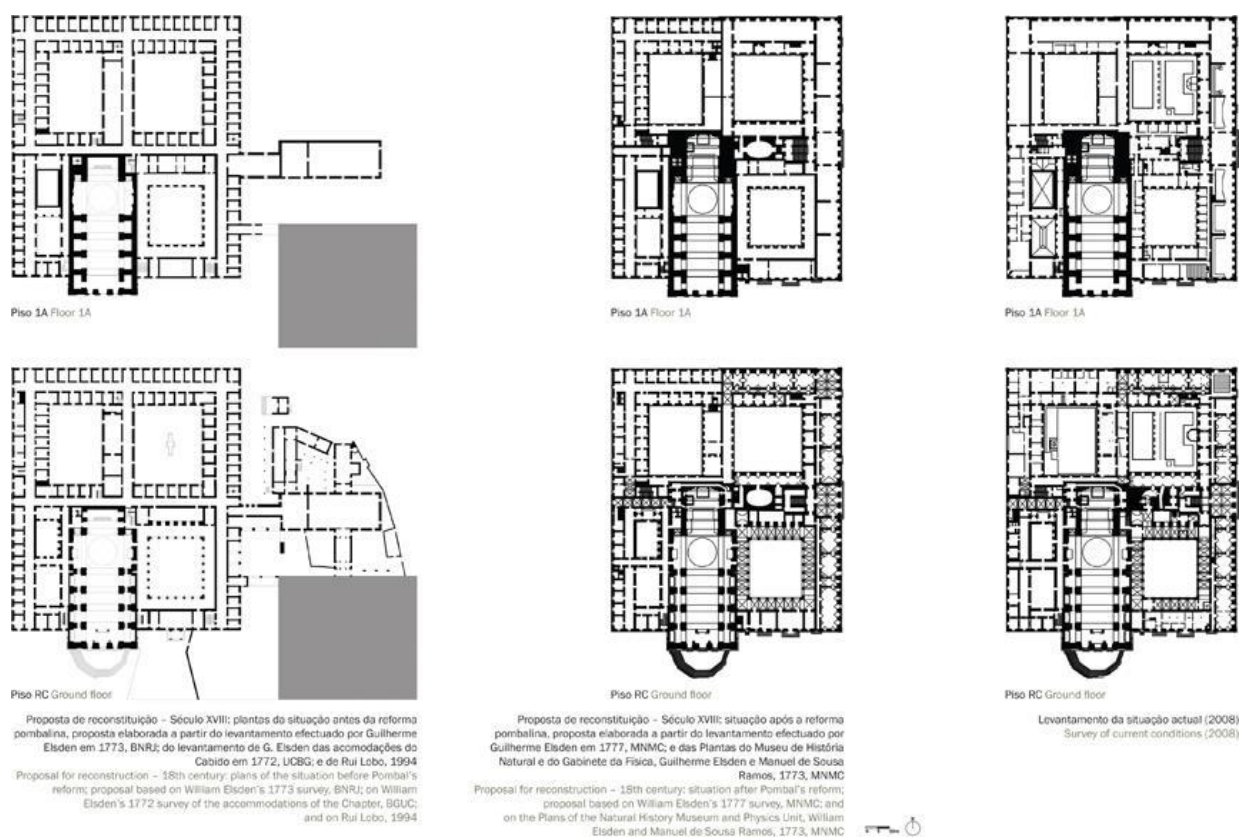 Piso 1A Floor 1A
Piso 1A Floor 1A
Piso 1A Floor 1A
Piso RC Ground floor
Piso RC Ground floor
Piso RC Ground floor
Proposta de reconstituição – Século XVIII: plantas da situação antes da reforma
pombalina, proposta elaborada a partir do levantamento efectuado por Guilherme
Elsden em 1773, BNRJ; do levantamento de G. Elsden das acomodações do
Cabido em 1772, UCBG; e de Rui Lobo, 1994
Proposal for reconstruction – 18th century: plans of the situation before Pombal's
reform; proposal based on William Elsden's 1773 survey, BNRJ; on William
Elsden's 1772 survey of the accommodations of the Chapter, BGUC;
and on Rui Lobo, 1994
Proposta de reconstituição – Século XVIII: situação após a reforma
pombalina, proposta elaborada a partir do levantamento efectuado por
Guilherme Elsden em 1777, MNMC; e das Plantas do Museu de História
Natural e do Gabinete da Física, Guilherme Elsden e Manuel de Sousa
Ramos, 1773, MNMC
Proposal for reconstruction – 18th century: situation after Pombal's reform;
proposal based on William Elsden's 1777 survey, MNMC; and
on the Plans of the Natural History Museum and Physics Unit, William
Elsden and Manuel de Sousa Ramos, 1773, MNMC
Levantamento da situação actual (2008)
Survey of current conditions (2008)